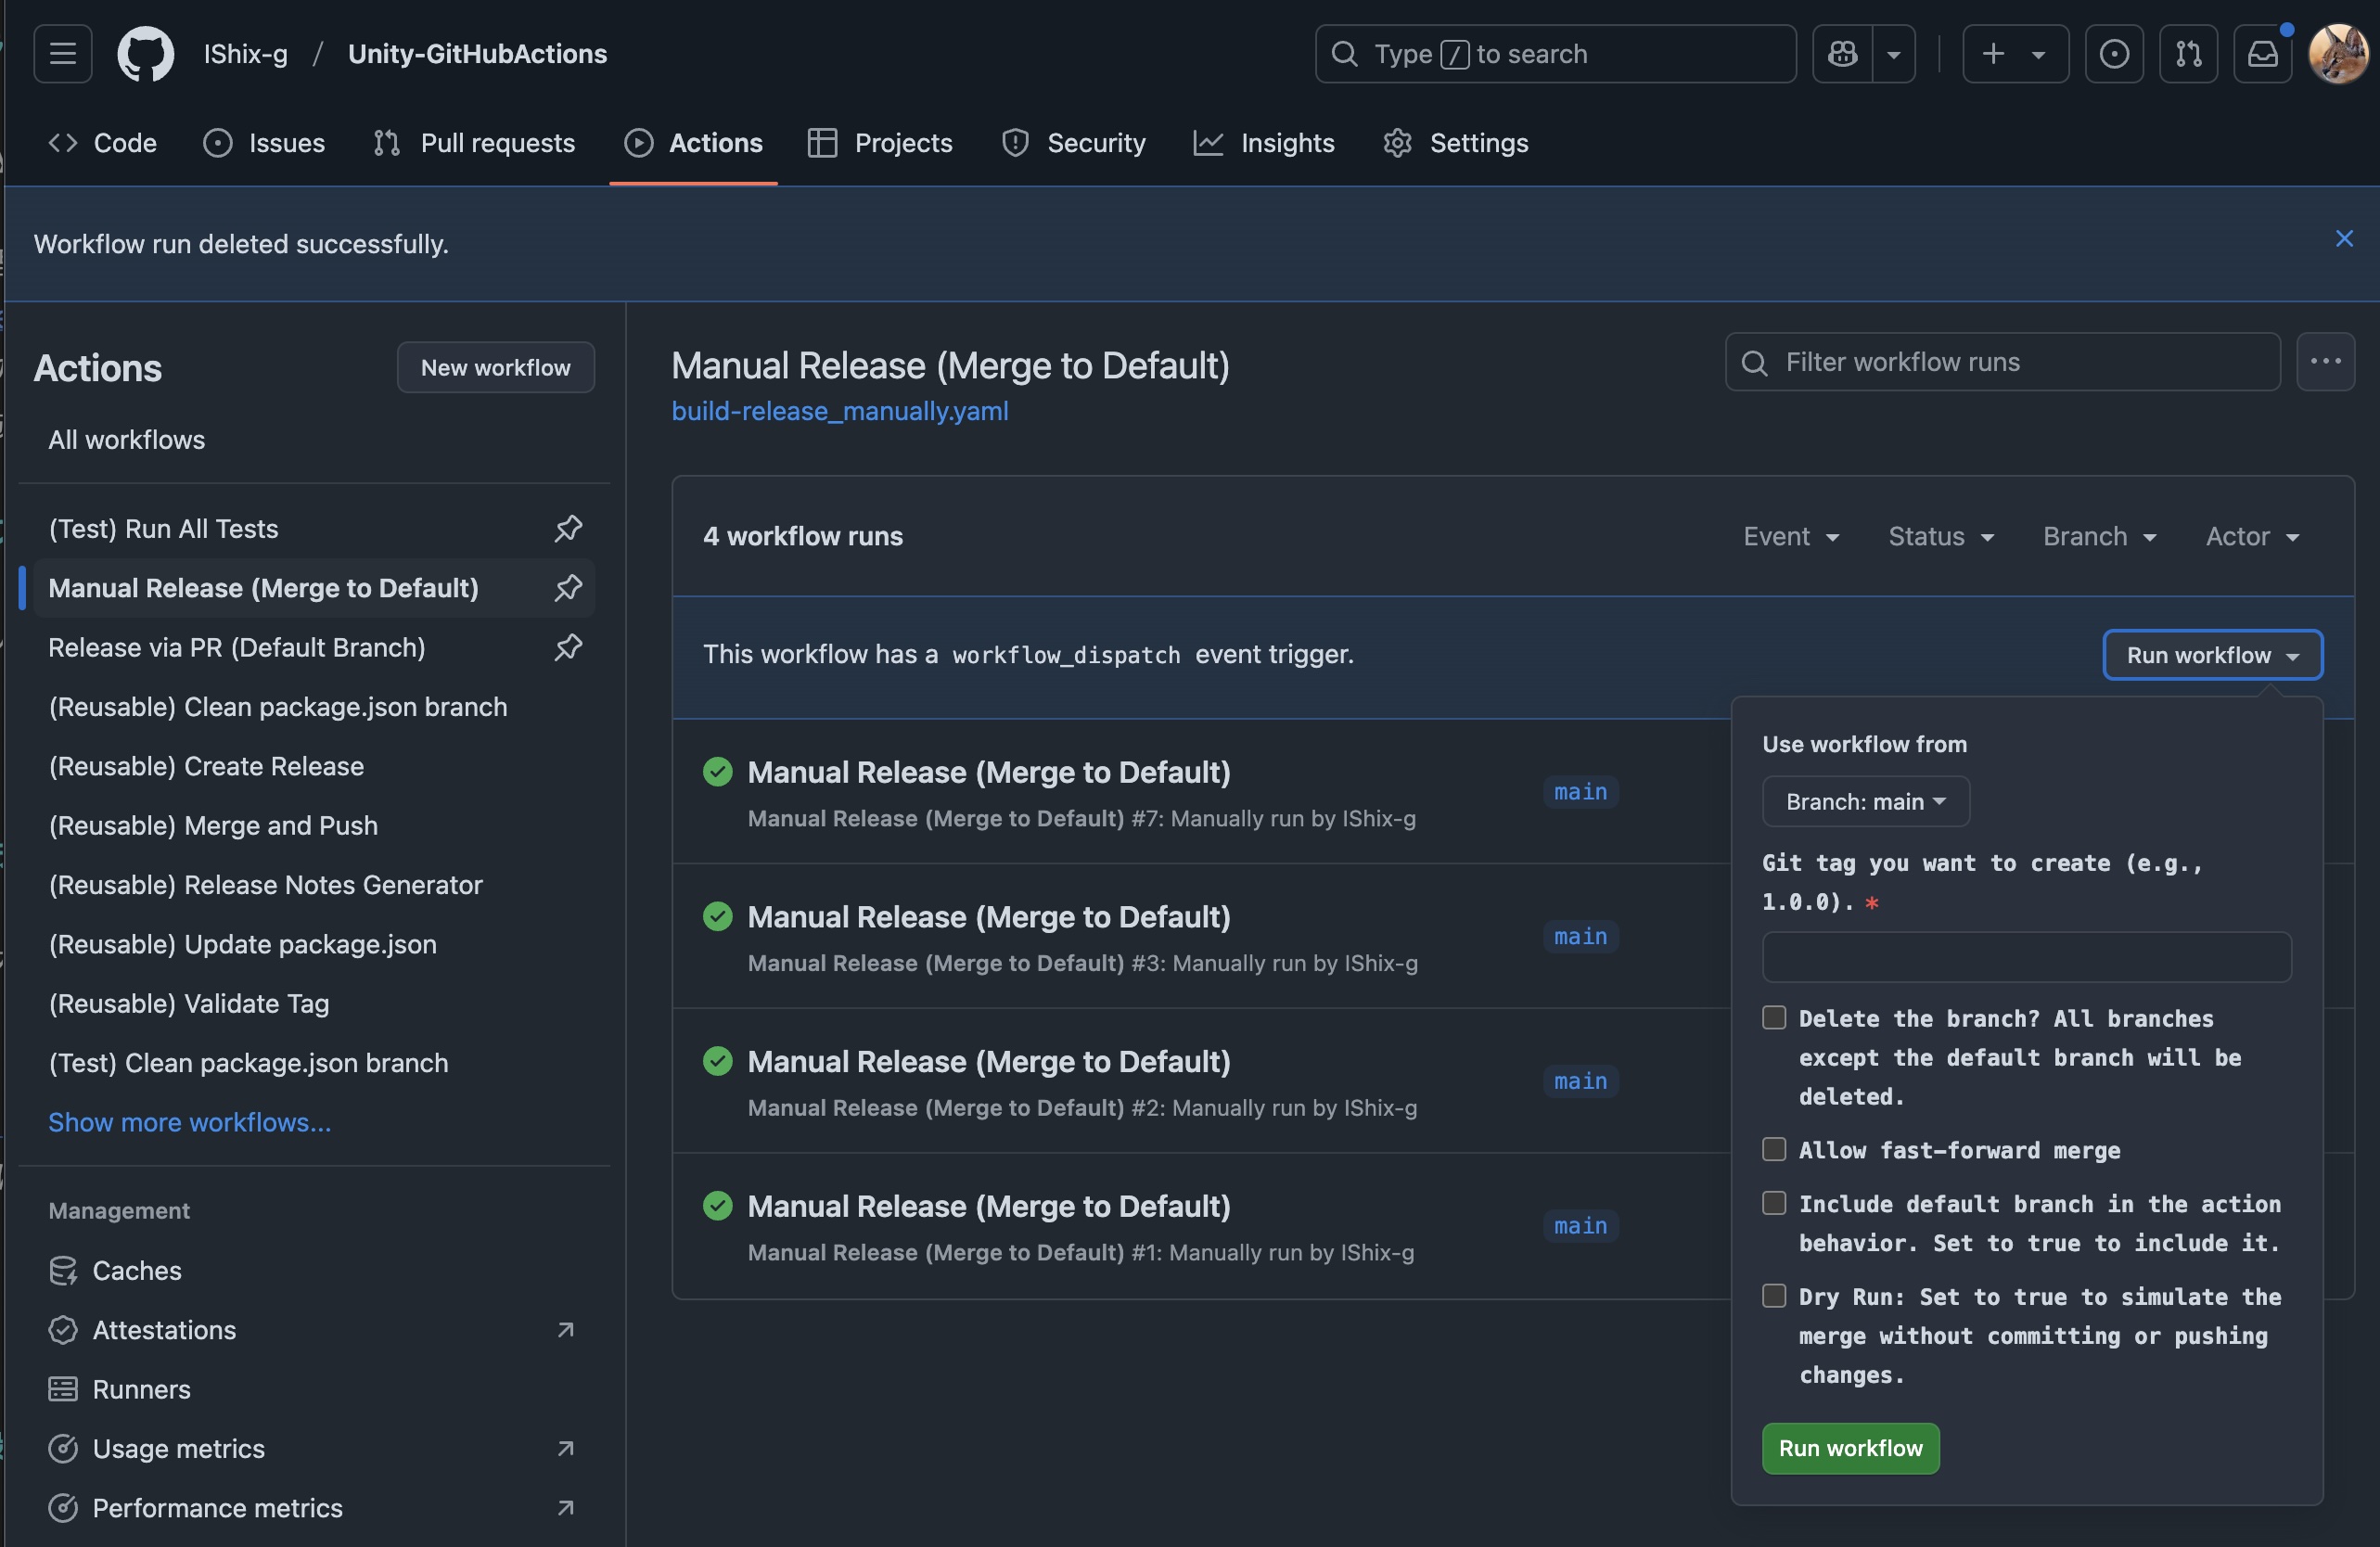 IShix-g / Unity-GitHubActions
Type / to search
Code
Issues
Pull requests
Actions
Projects
Security
Insights
Settings
Workflow run deleted successfully.
Actions
New workflow
All workflows
(Test) Run All Tests
Manual Release (Merge to Default)
Release via PR (Default Branch)
(Reusable) Clean package.json branch
(Reusable) Create Release
(Reusable) Merge and Push
(Reusable) Release Notes Generator
(Reusable) Update package.json
(Reusable) Validate Tag
(Test) Clean package.json branch
Show more workflows...
Management
Caches
Attestations
Runners
Usage metrics
Performance metrics
Manual Release (Merge to Default)
build-release_manually.yaml
Filter workflow runs
4 workflow runs
Event
Status
Branch
Actor
This workflow has a workflow_dispatch event trigger.
Run workflow
Manual Release (Merge to Default)
Manual Release (Merge to Default) #7: Manually run by IShix-g
main
Manual Release (Merge to Default)
Manual Release (Merge to Default) #3: Manually run by IShix-g
main
Manual Release (Merge to Default)
Manual Release (Merge to Default) #2: Manually run by IShix-g
main
Manual Release (Merge to Default)
Manual Release (Merge to Default) #1: Manually run by IShix-g
main
Use workflow from
Branch: main
Git tag you want to create (e.g.,
1.0.0). *
Delete the branch? All branches
except the default branch will be
deleted.
Allow fast-forward merge
Include default branch in the action
behavior. Set to true to include it.
Dry Run: Set to true to simulate the
merge without committing or pushing
changes.
Run workflow